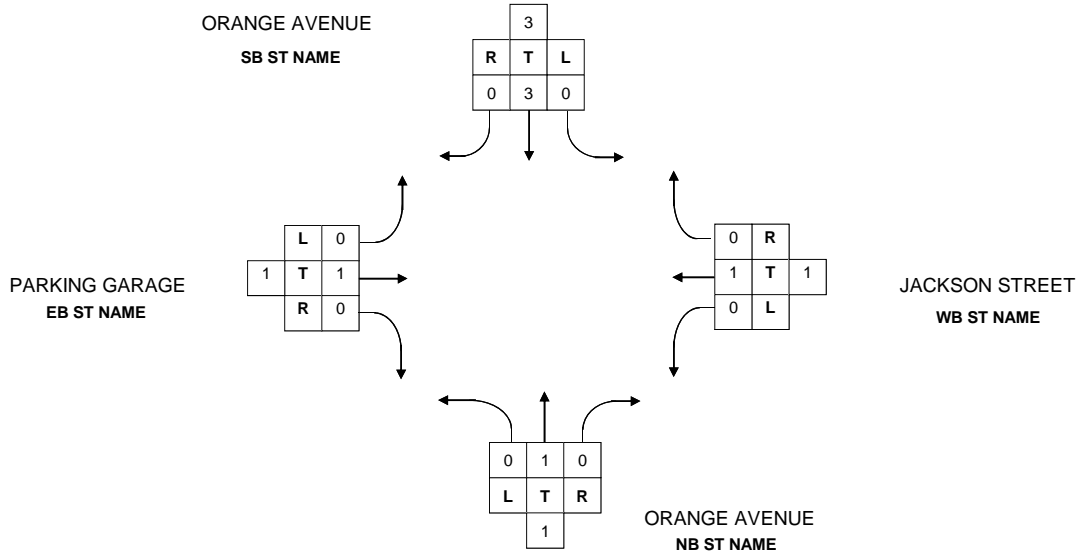 ORANGE AVENUE
SB ST NAME
3
R T L
0 3 0
L 0
1 T 1
R 0
PARKING GARAGE
EB ST NAME
0 R
1 T 1
0 L
JACKSON STREET
WB ST NAME
0 1 0
L T R
1
ORANGE AVENUE
NB ST NAME